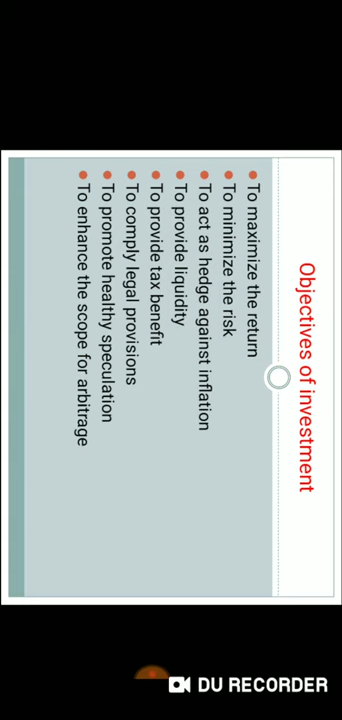 Objectives of investment
To maximize the return
To minimize the risk
To act as hedge against inflation
To provide liquidity
To provide tax benefit
To comply legal provisions
To promote healthy speculation
To enhance the scope for arbitrage
DU RECORDER